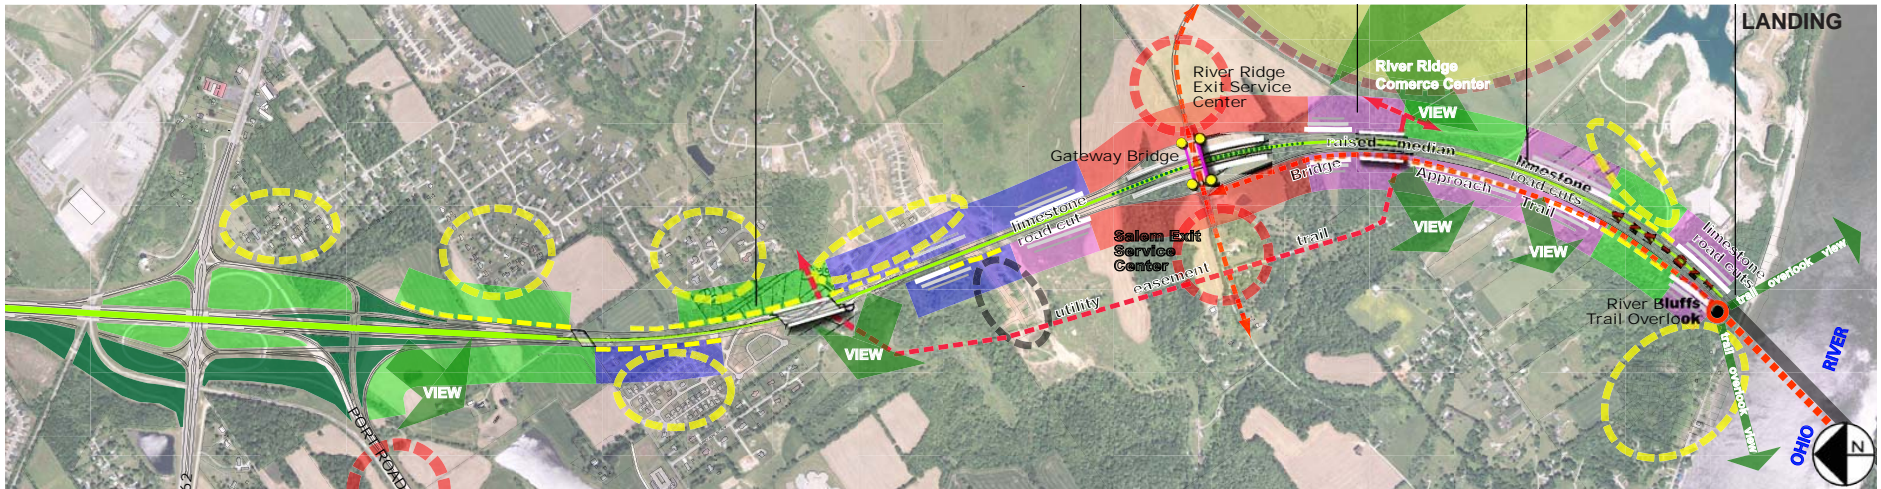 LANDING
River Ridge
Exit Service
Center
River Ridge
Comerce Center
VIEW
Gateway Bridge
raised median
Bridge Approach Trail
limestone
road cuts
limestone
road cut
Salem Exit
Service
Center
VIEW
VIEW
limestone
road cuts
utility easement trail
trail overlook view
River Bluffs
Trail Overlook
trail overlook view
VIEW
VIEW
OHIO RIVER
PORT ROAD
62
N